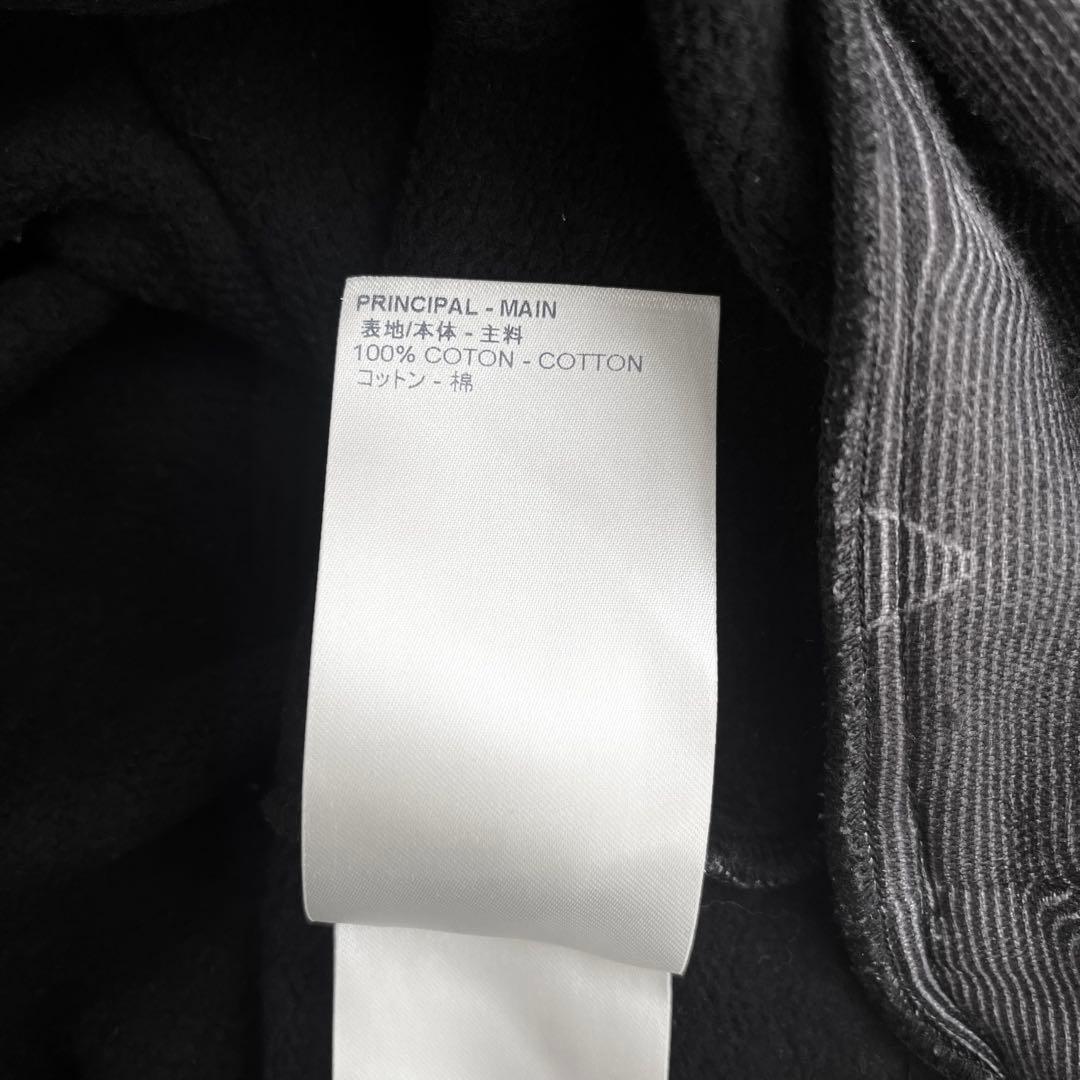 PRINCIPAL - MAIN
表地/本体 - 主料
100% COTON - COTTON
コットン - 棉